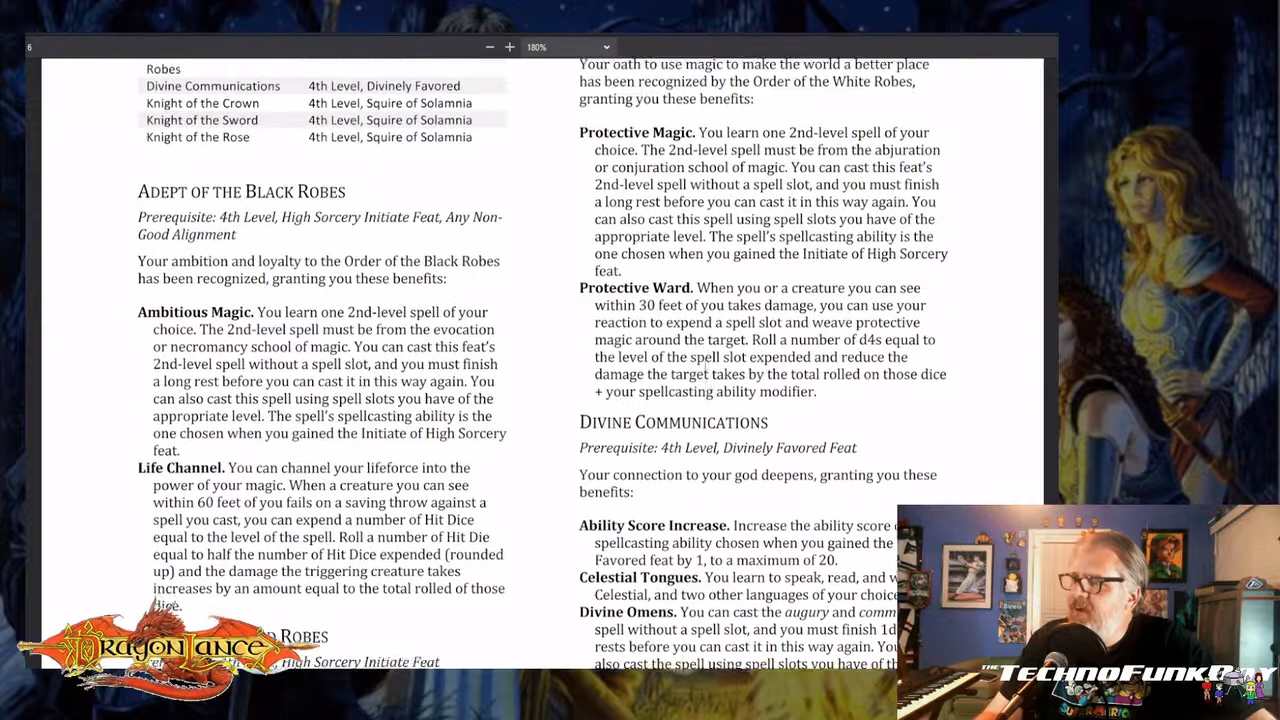 6
180%
Robes
Divine Communications 4th Level, Divinely Favored
Knight of the Crown 4th Level, Squire of Solamnia
Knight of the Sword 4th Level, Squire of Solamnia
Knight of the Rose 4th Level, Squire of Solamnia
ADEPT OF THE BLACK ROBES
Prerequisite: 4th Level, High Sorcery Initiate Feat, Any Non-
Good Alignment
Your ambition and loyalty to the Order of the Black Robes
has been recognized, granting you these benefits:
Ambitious Magic. You learn one 2nd-level spell of your
choice. The 2nd-level spell must be from the evocation
or necromancy school of magic. You can cast this feat's
2nd-level spell without a spell slot, and you must finish
a long rest before you can cast it in this way again. You
can also cast this spell using spell slots you have of the
appropriate level. The spell's spellcasting ability is the
one chosen when you gained the Initiate of High Sorcery
feat.
Life Channel. You can channel your lifeforce into the
power of your magic. When a creature you can see
within 60 feet of you fails on a saving throw against a
spell you cast, you can expend a number of Hit Dice
equal to the level of the spell. Roll a number of Hit Die
equal to half the number of Hit Dice expended (rounded
up) and the damage the triggering creature takes
increases by an amount equal to the total rolled of those
dice.
ROBES
High Sorcery Initiate Feat
Your oath to use magic to make the world a better place
has been recognized by the Order of the White Robes,
granting you these benefits:
Protective Magic. You learn one 2nd-level spell of your
choice. The 2nd-level spell must be from the abjuration
or conjuration school of magic. You can cast this feat's
2nd-level spell without a spell slot, and you must finish
a long rest before you can cast it in this way again. You
can also cast this spell using spell slots you have of the
appropriate level. The spell's spellcasting ability is the
one chosen when you gained the Initiate of High Sorcery
feat.
Protective Ward. When you or a creature you can see
within 30 feet of you takes damage, you can use your
reaction to expend a spell slot and weave protective
magic around the target. Roll a number of d4s equal to
the level of the spell slot expended and reduce the
damage the target takes by the total rolled on those dice
+ your spellcasting ability modifier.
DIVINE COMMUNICATIONS
Prerequisite: 4th Level, Divinely Favored Feat
Your connection to your god deepens, granting you these
benefits:
Ability Score Increase. Increase the ability score
spellcasting ability chosen when you gained the
Favored feat by 1, to a maximum of 20.
Celestial Tongues. You learn to speak, read, and
Celestial, and two other languages of your choice
Divine Omens. You can cast the augury and
spell without a spell slot, and you must finish 1d
rests before you can cast it in this way again. You
also cast the spell using spell slots you have of the
DRAGONLANCE
THE TECHNOFUNKBOY